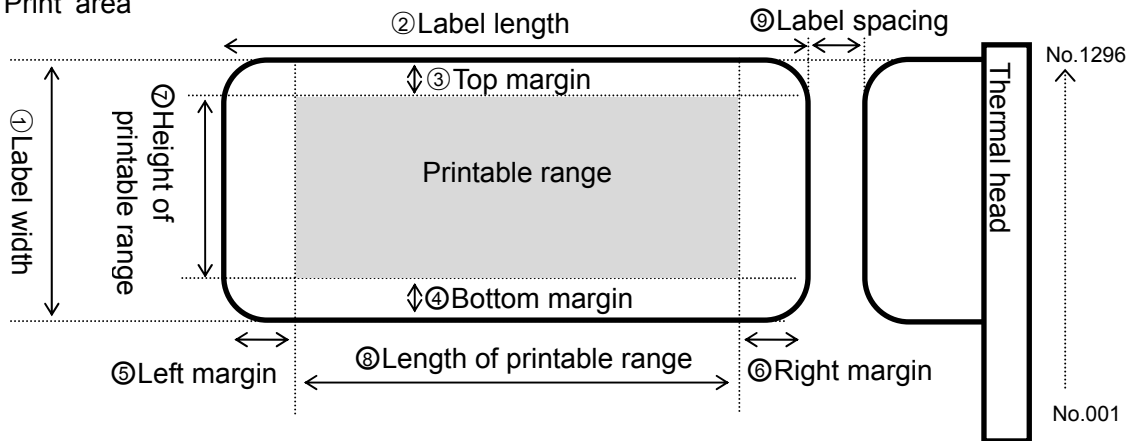 Print area
②Label length
⑨Label spacing
No.1296
③Top margin
Thermal head
①Label width
⑦Height of
printable range
Printable range
④Bottom margin
⑤Left margin
⑧Length of printable range
⑥Right margin
No.001